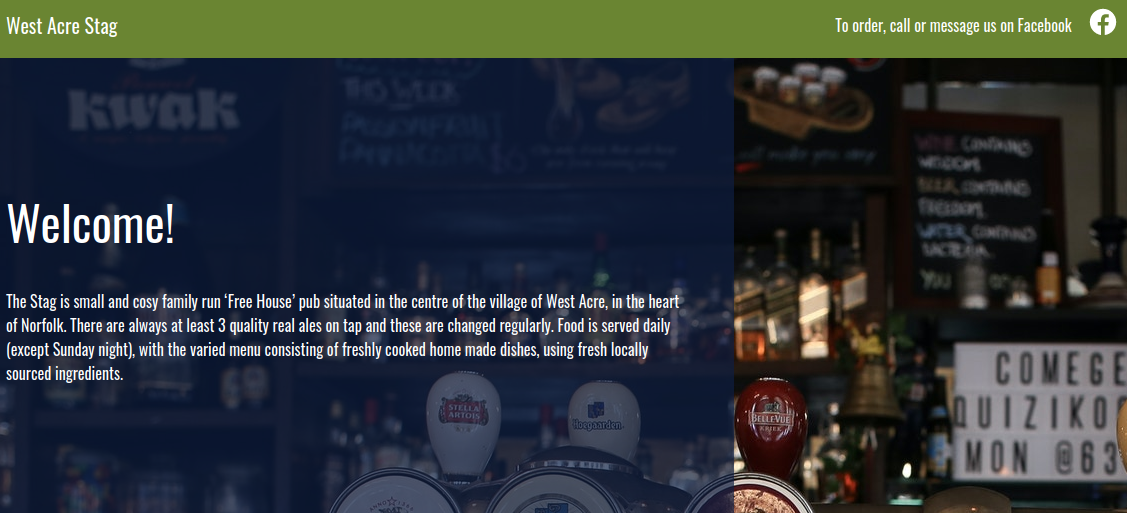 West Acre Stag
To order, call or message us on Facebook
kwak
THIS WEEK
WINE CONTAINS
WISDOM.
BEER CONTAINS
FREEDOM.
WATER CONTAINS
BACTERIA.
You
Welcome!
The Stag is small and cosy family run ‘Free House’ pub situated in the centre of the village of West Acre, in the heart
of Norfolk. There are always at least 3 quality real ales on tap and these are changed regularly. Food is served daily
(except Sunday night), with the varied menu consisting of freshly cooked home made dishes, using fresh locally
sourced ingredients.
COMEGE
QUIZIKO
MON @63
STELLA
ARTOIS
Hoegaarden
BELLE-VUE
KRIEK